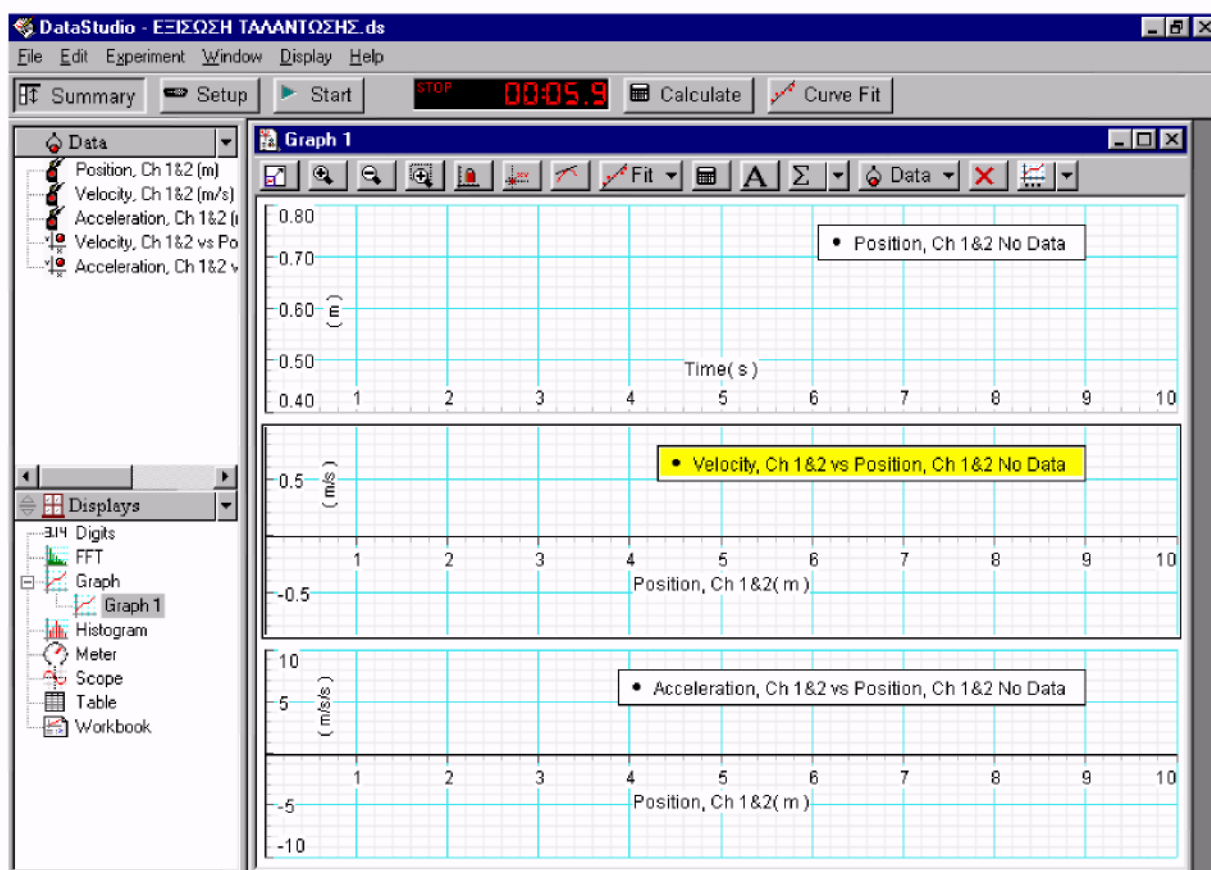 DataStudio - ΕΞΙΣΩΣΗ ΤΑΛΑΝΤΩΣΗΣ.ds
File Edit Experiment Window Display Help
Summary Setup Start STOP 00:05.9 Calculate Curve Fit
Data
Position, Ch 1&2 (m)
Velocity, Ch 1&2 (m/s)
Acceleration, Ch 1&2 (
Velocity, Ch 1&2 vs Po
Acceleration, Ch 1&2 v
Displays
3.14 Digits
FFT
Graph
Graph 1
Histogram
Meter
Scope
Table
Workbook
Graph 1
Fit A Σ Data
0.80
Position, Ch 1&2 No Data
0.70
0.60 (m)
0.50
Time( s )
0.40 1 2 3 4 5 6 7 8 9 10
Velocity, Ch 1&2 vs Position, Ch 1&2 No Data
0.5 (m/s)
1 2 3 4 5 6 7 8 9 10
Position, Ch 1&2( m )
-0.5
10
Acceleration, Ch 1&2 vs Position, Ch 1&2 No Data
5 (m/s/s)
1 2 3 4 5 6 7 8 9 10
Position, Ch 1&2( m )
-5
-10